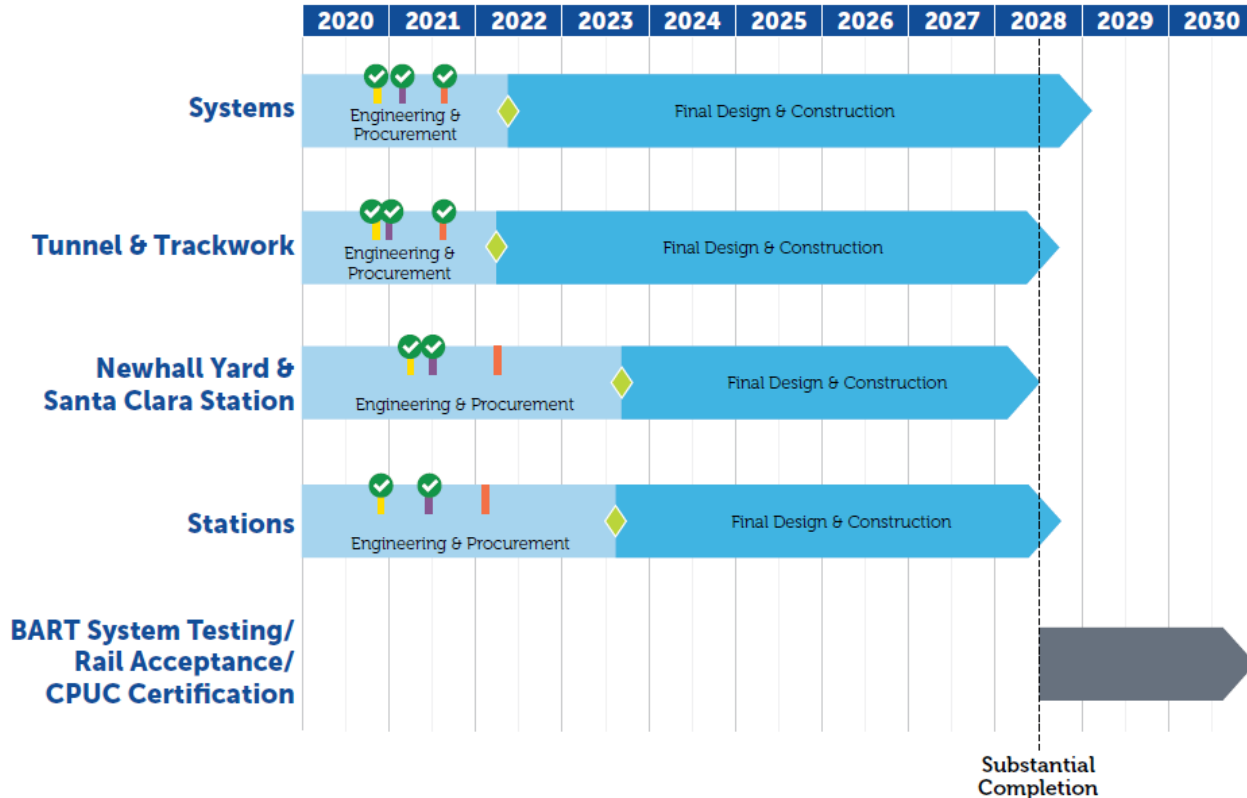 2020 2021 2022 2023 2024 2025 2026 2027 2028 2029 2030
Systems
Engineering &
Procurement
Final Design & Construction
Tunnel & Trackwork
Engineering &
Procurement
Final Design & Construction
Newhall Yard &
Santa Clara Station
Engineering & Procurement
Final Design & Construction
Stations
Engineering & Procurement
Final Design & Construction
BART System Testing/
Rail Acceptance/
CPUC Certification
Substantial
Completion